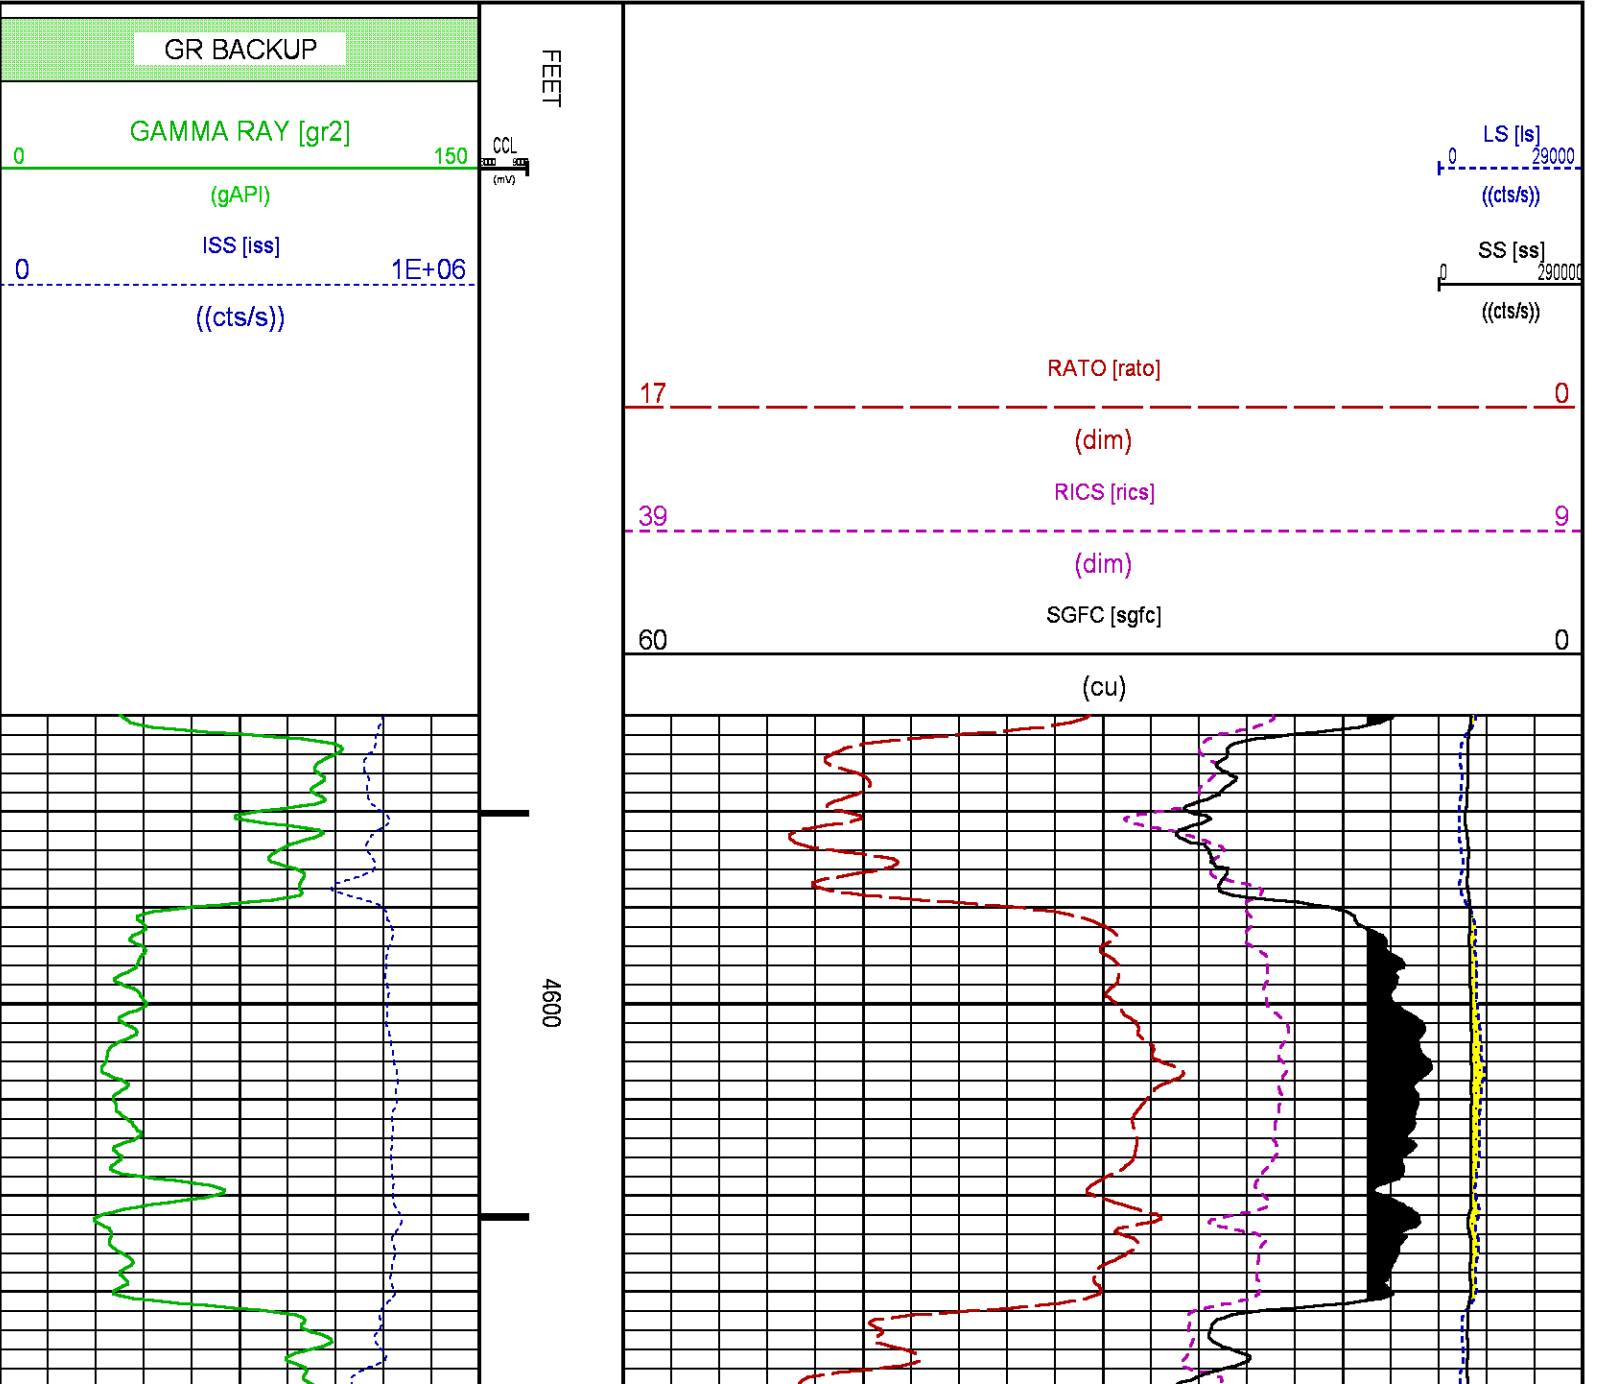 GR BACKUP
GAMMA RAY [gr2]
0 150
(gAPI)
ISS [iss]
0 1E+06
((cts/s))
FEET
CCL
(mV)
LS [ls]
0 29000
((cts/s))
SS [ss]
0 290000
((cts/s))
RATO [rato]
17 0
(dim)
RICS [rics]
39 9
(dim)
SGFC [sgfc]
60 0
(cu)
4600